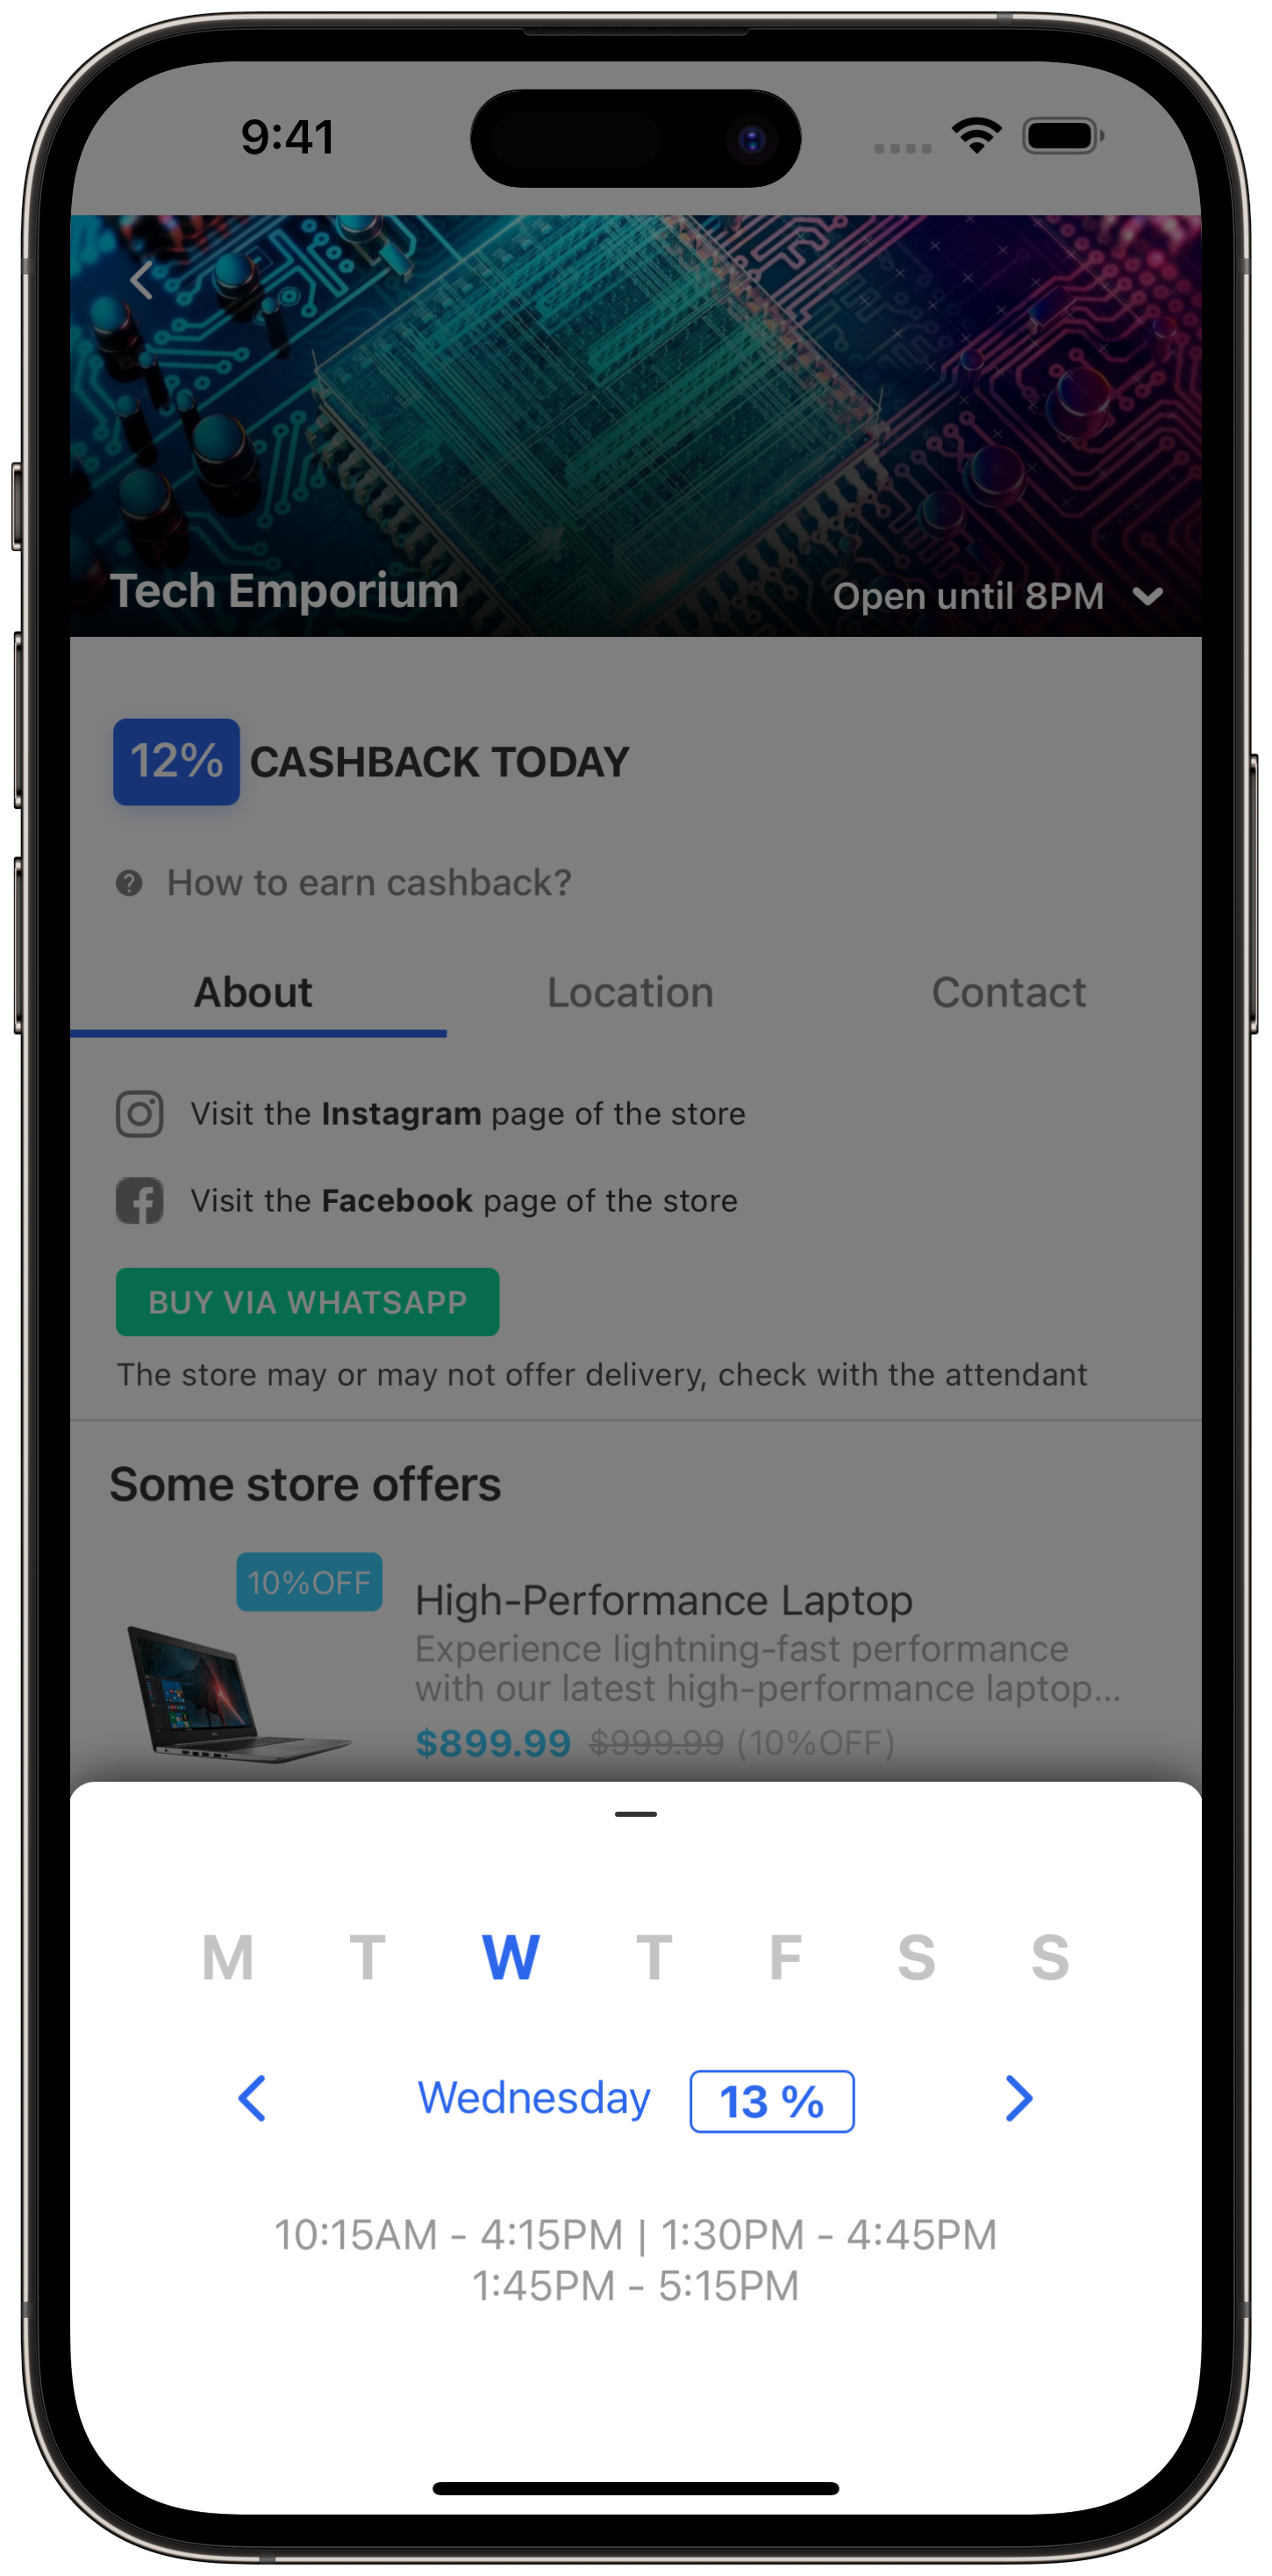 9:41
Tech Emporium
Open until 8PM
12% CASHBACK TODAY
How to earn cashback?
About Location Contact
Visit the Instagram page of the store
Visit the Facebook page of the store
BUY VIA WHATSAPP
The store may or may not offer delivery, check with the attendant
Some store offers
10%OFF
High-Performance Laptop
Experience lightning-fast performance
with our latest high-performance laptop...
$899.99 $999.99 (10%OFF)
M T W T F S S
Wednesday 13 %
10:15AM - 4:15PM | 1:30PM - 4:45PM
1:45PM - 5:15PM